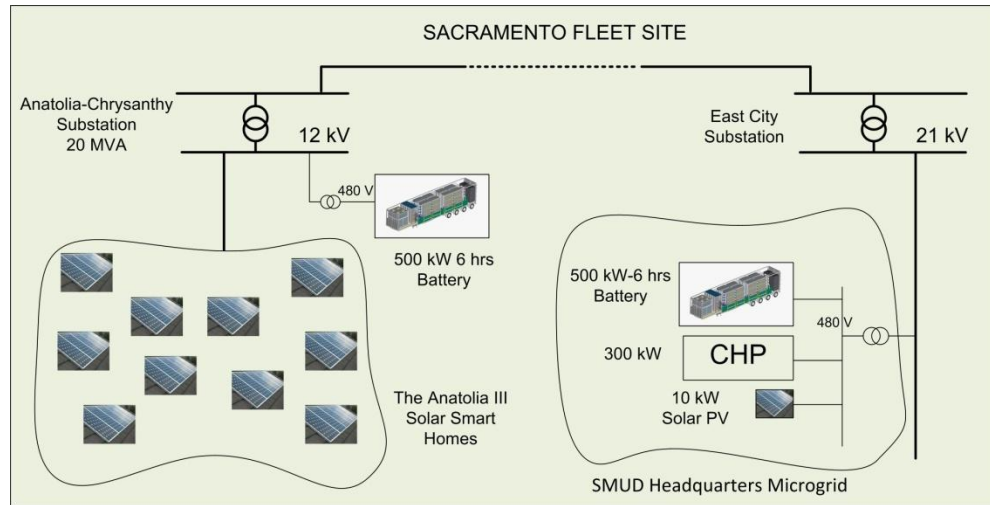 SACRAMENTO FLEET SITE
Anatolia-Chrysanthy
Substation
20 MVA
12 kV
480 V
500 kW 6 hrs
Battery
The Anatolia III
Solar Smart
Homes
East City
Substation
21 kV
500 kW-6 hrs
Battery
480 V
300 kW
CHP
10 kW
Solar PV
SMUD Headquarters Microgrid